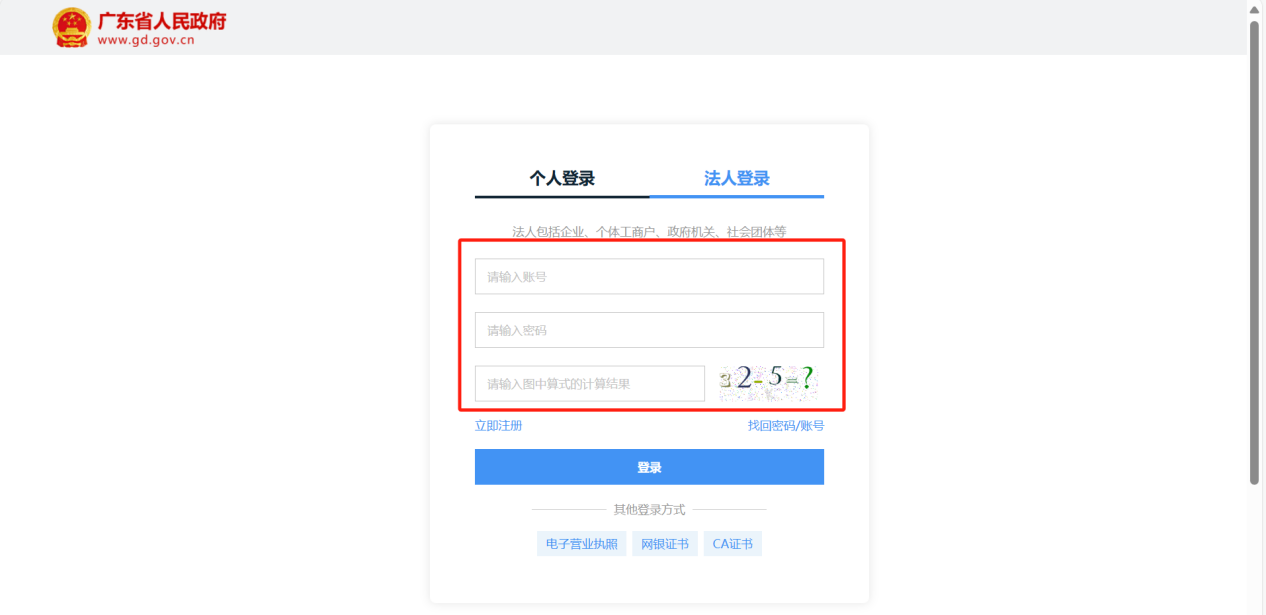 广东省人民政府
www.gd.gov.cn
个人登录 法人登录
法人包括企业、个体工商户、政府机关、社会团体等
请输入账号
请输入密码
请输入图中算式的计算结果 32-5=?
立即注册 找回密码/账号
登录
其他登录方式
电子营业执照 网银证书 CA证书